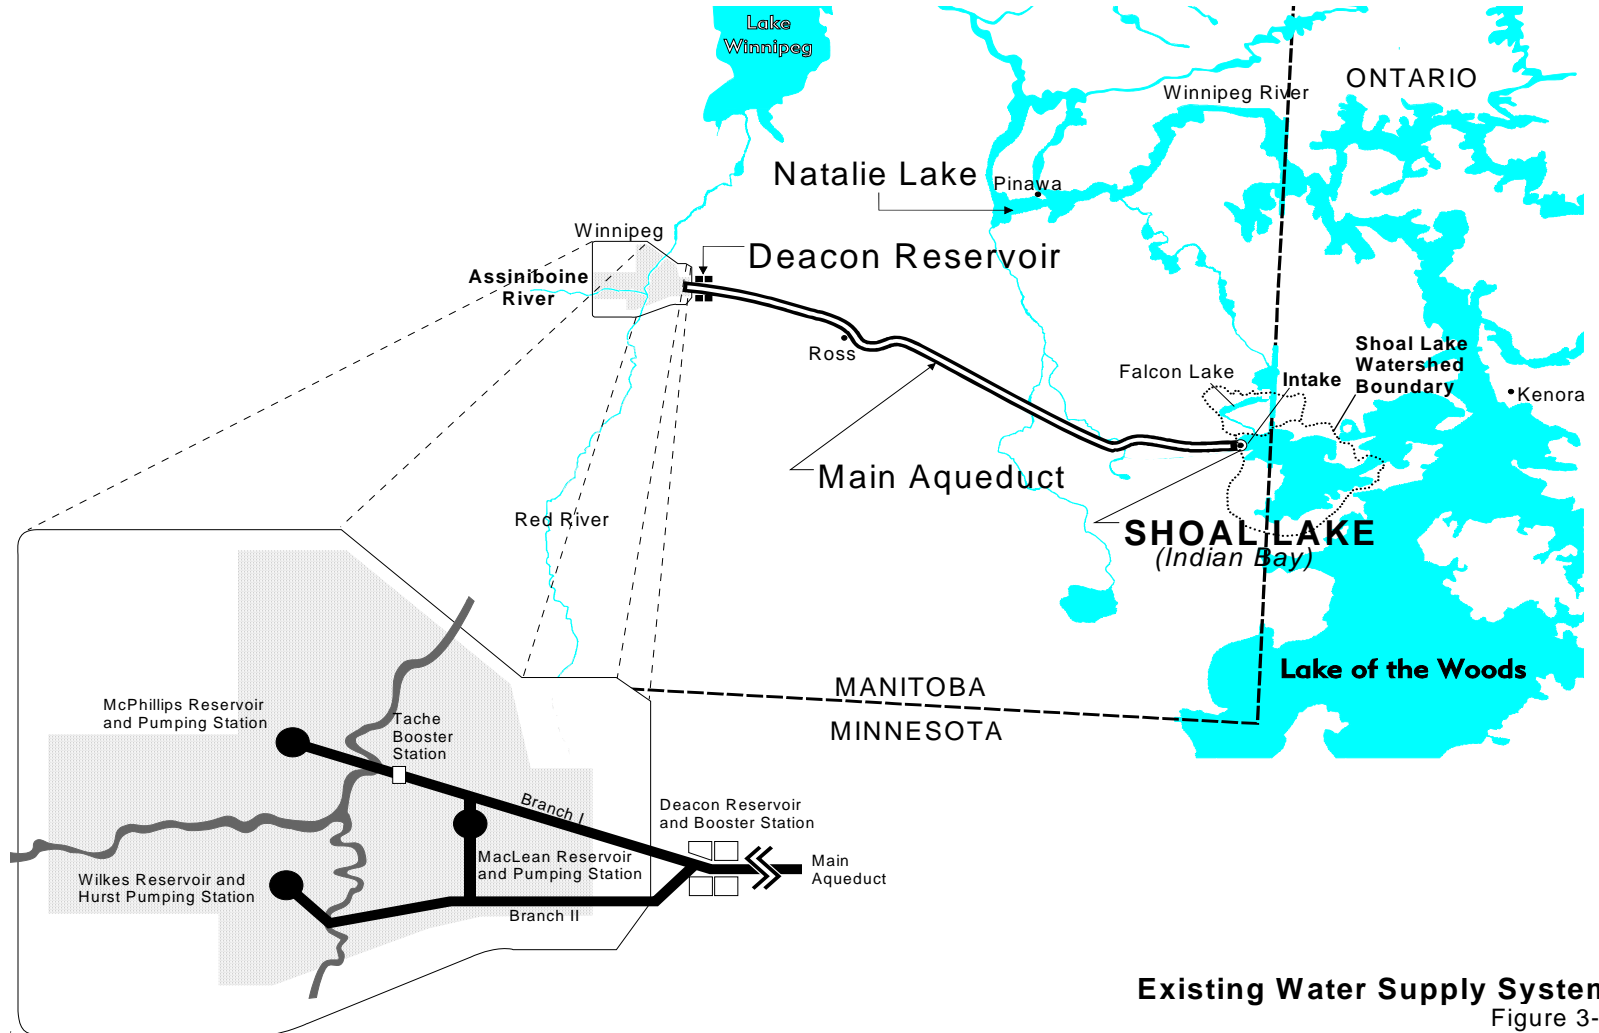 Lake
Winnipeg
ONTARIO
Winnipeg River
Natalie Lake
Pinawa
Winnipeg
Deacon Reservoir
Assiniboine
River
Ross
Shoal Lake
Watershed
Boundary
Falcon Lake
Intake
Kenora
Main Aqueduct
Red River
SHOAL LAKE
(Indian Bay)
Lake of the Woods
MANITOBA
MINNESOTA
McPhillips Reservoir
and Pumping Station
Tache
Booster
Station
Branch I
Deacon Reservoir
and Booster Station
MacLean Reservoir
and Pumping Station
Main
Aqueduct
Wilkes Reservoir and
Hurst Pumping Station
Branch II
Existing Water Supply System
Figure 3-